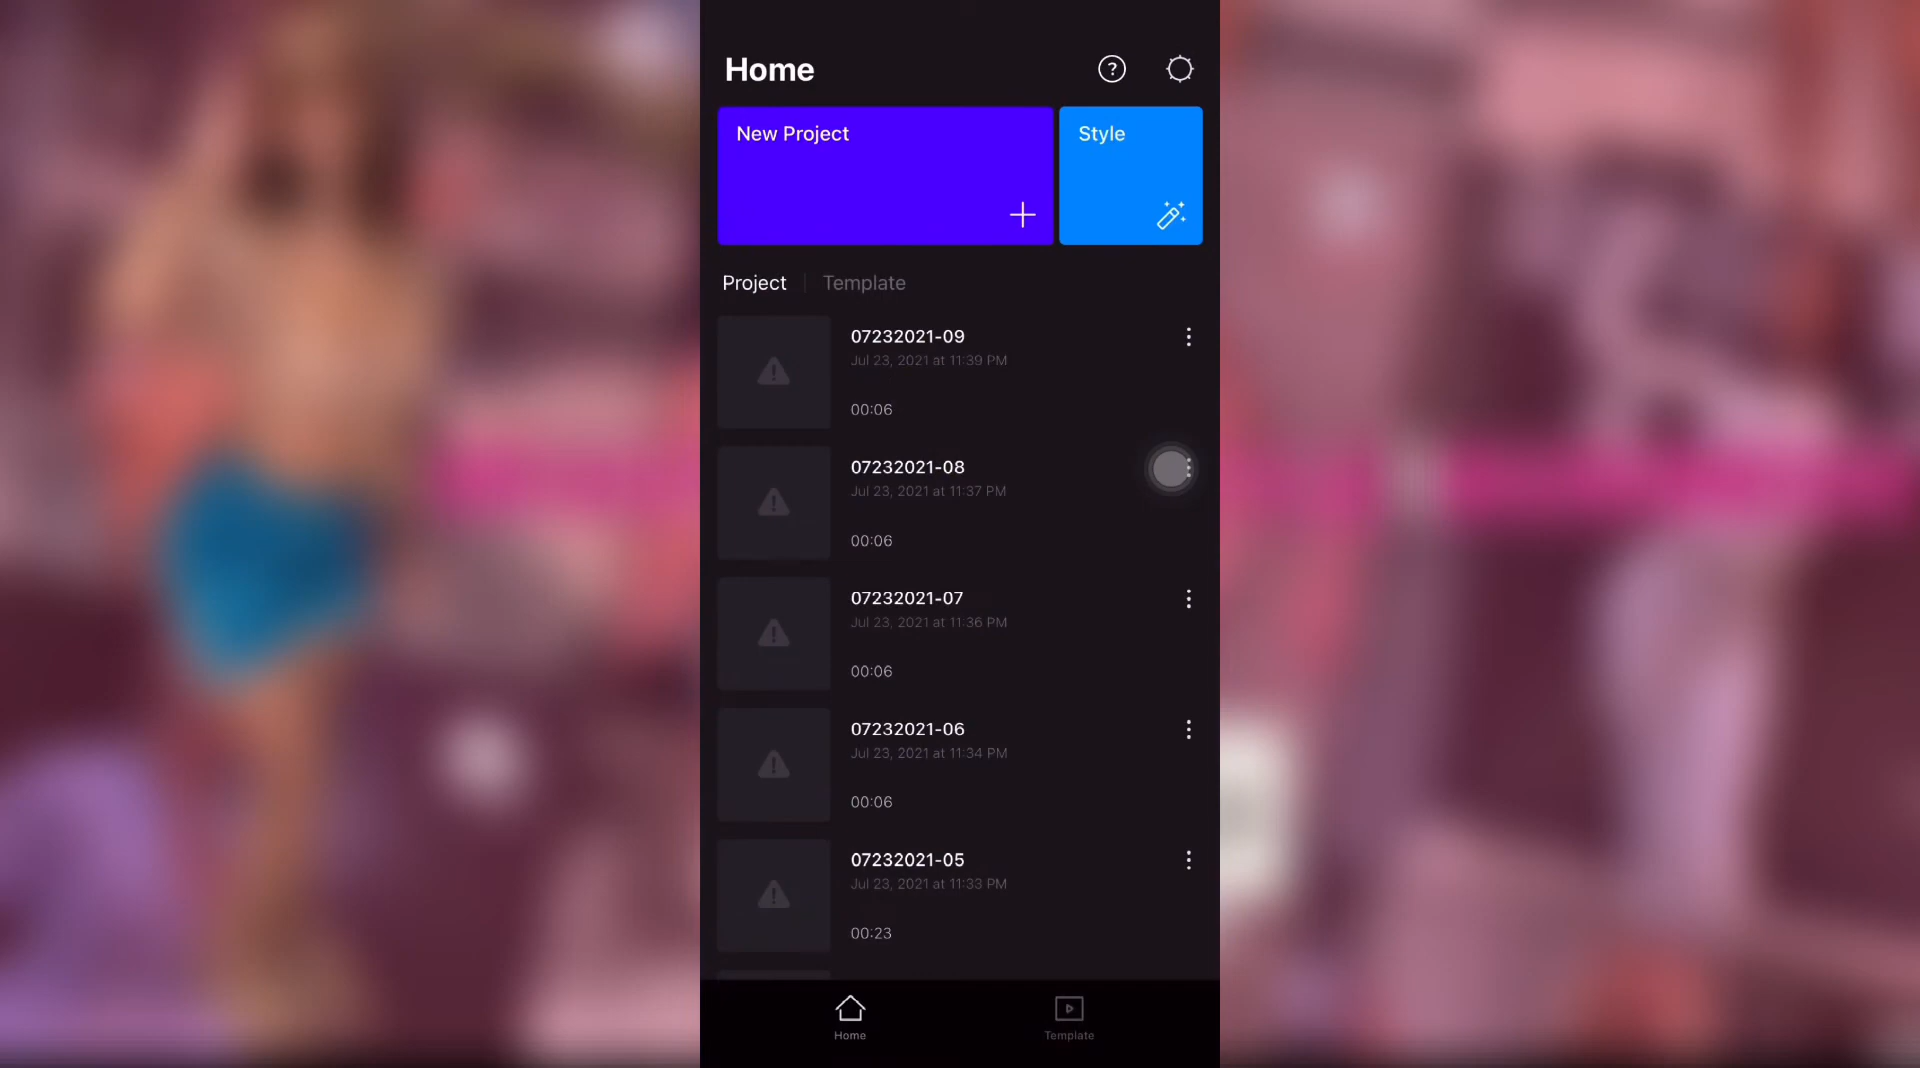 Home
New Project
Style
Project
Template
07232021-09
Jul 23, 2021 at 11:39 PM
00:06
07232021-08
Jul 23, 2021 at 11:37 PM
00:06
07232021-07
Jul 23, 2021 at 11:36 PM
00:06
07232021-06
Jul 23, 2021 at 11:34 PM
00:06
07232021-05
Jul 23, 2021 at 11:33 PM
00:23
Home
Template